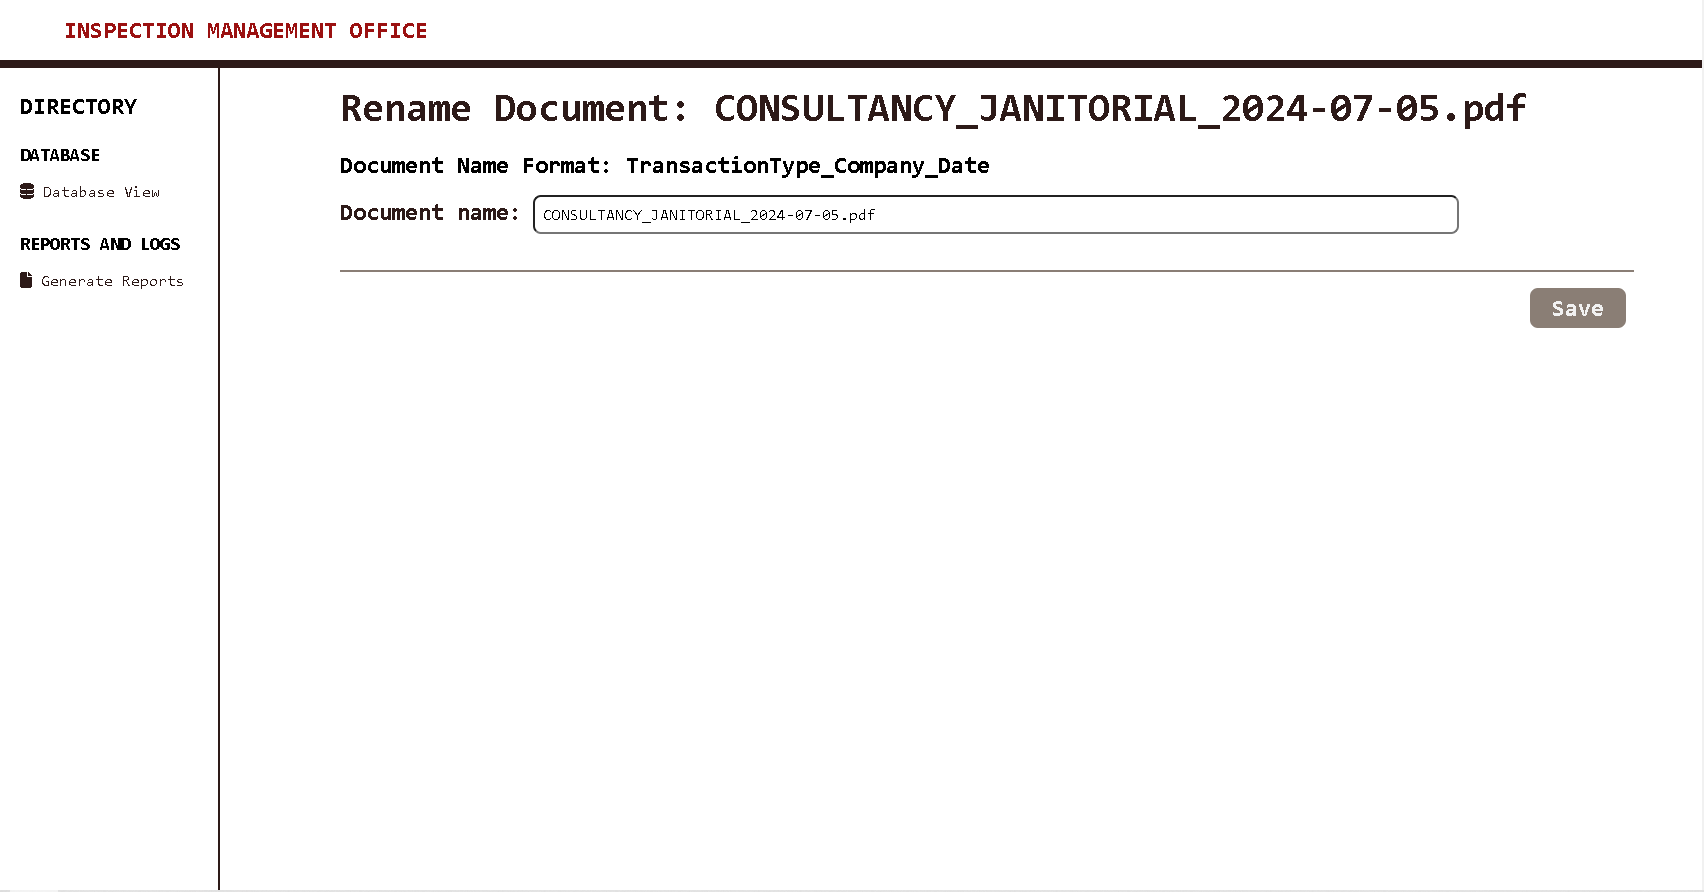 INSPECTION MANAGEMENT OFFICE
DIRECTORY
DATABASE
Database View
REPORTS AND LOGS
Generate Reports
Rename Document: CONSULTANCY_JANITORIAL_2024-07-05.pdf
Document Name Format: TransactionType_Company_Date
Document name: CONSULTANCY_JANITORIAL_2024-07-05.pdf
Save